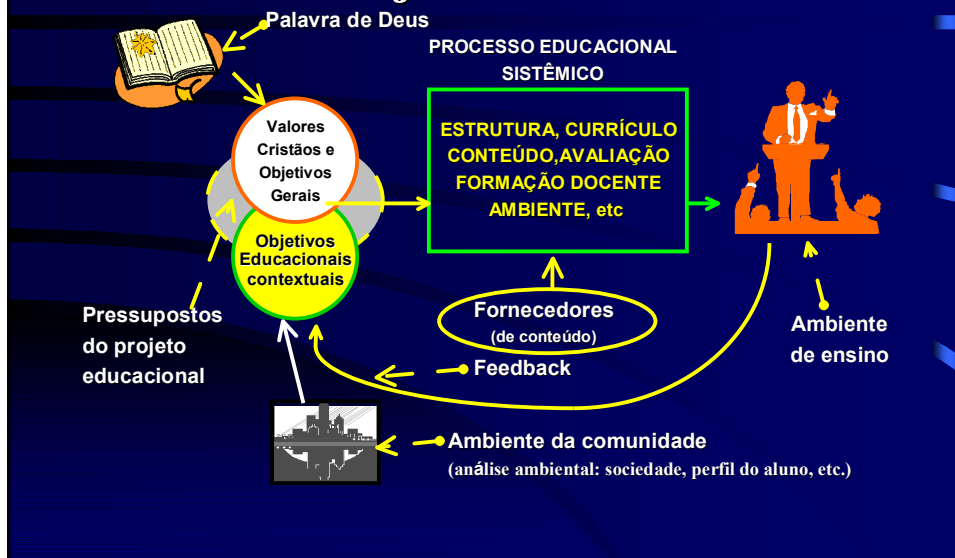 Palavra de Deus
PROCESSO EDUCACIONAL
SISTÊMICO
Valores
Cristãos e
Objetivos
Gerais
ESTRUTURA, CURRÍCULO
CONTEÚDO,AVALIAÇÃO
FORMAÇÃO DOCENTE
AMBIENTE, etc
Objetivos
Educacionais
contextuais
Pressupostos
do projeto
educacional
Fornecedores
(de conteúdo)
Ambiente
de ensino
Feedback
Ambiente da comunidade
(análise ambiental: sociedade, perfil do aluno, etc.)